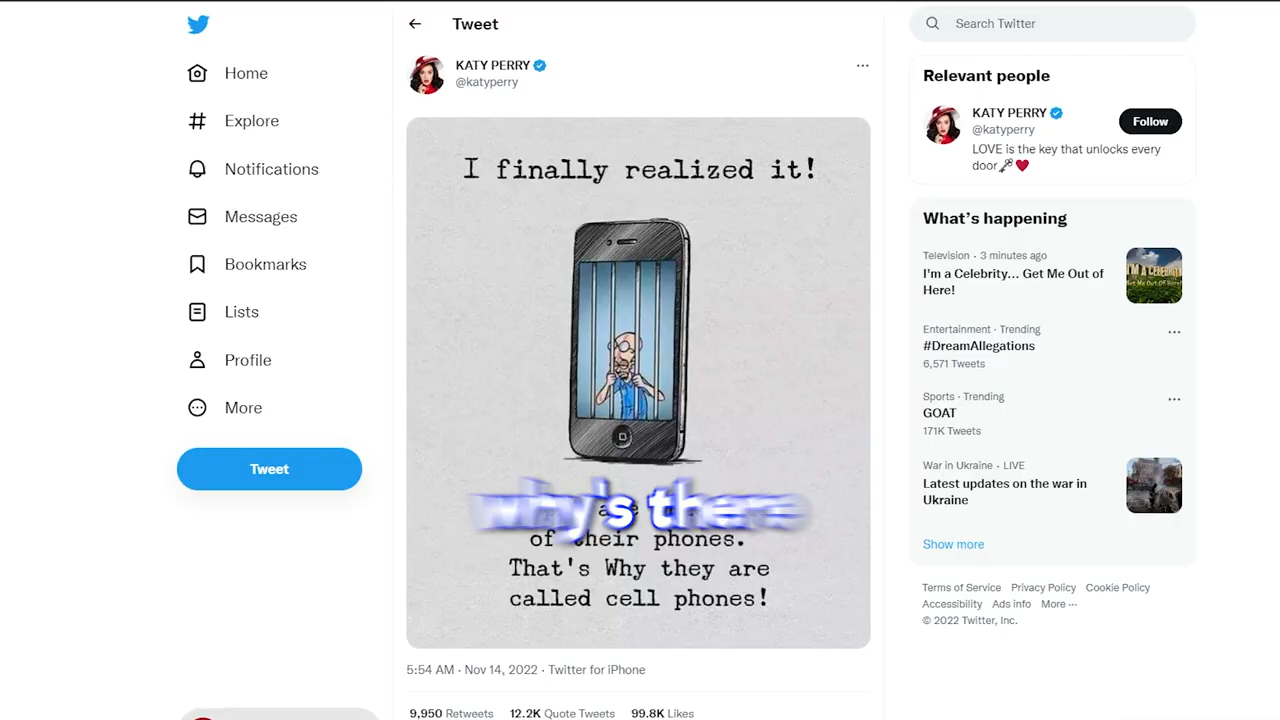 Tweet
Search Twitter
KATY PERRY
@katyperry
Home
Explore
Notifications
Messages
Bookmarks
Lists
Profile
More
Tweet
I finally realized it!
why's there
of their phones.
That's Why they are
called cell phones!
5:54 AM · Nov 14, 2022 · Twitter for iPhone
9,950 Retweets 12.2K Quote Tweets 99.8K Likes
Relevant people
KATY PERRY
@katyperry
Follow
LOVE is the key that unlocks every
door🗝️❤️
What's happening
Television · 3 minutes ago
I'm a Celebrity... Get Me Out of
Here!
Entertainment · Trending
#DreamAllegations
6,571 Tweets
Sports · Trending
GOAT
171K Tweets
War in Ukraine · LIVE
Latest updates on the war in
Ukraine
Show more
Terms of Service Privacy Policy Cookie Policy
Accessibility Ads info More ···
© 2022 Twitter, Inc.